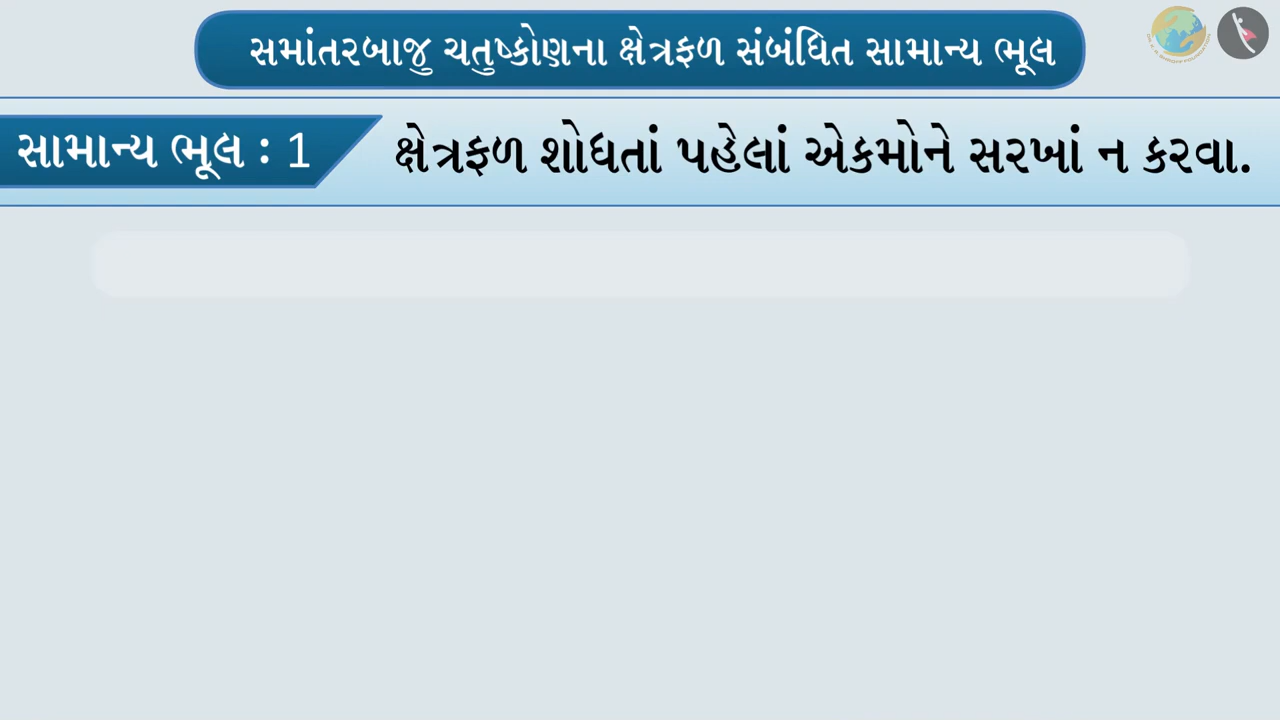 સમાંતરબાજુ ચતુષ્કોણના ક્ષેત્રફળ સંબંધિત સામાન્ય ભૂલ
સામાન્ય ભૂલ : 1 ક્ષેત્રફળ શોધતાં પહેલાં એકમોને સરખાં ન કરવા.